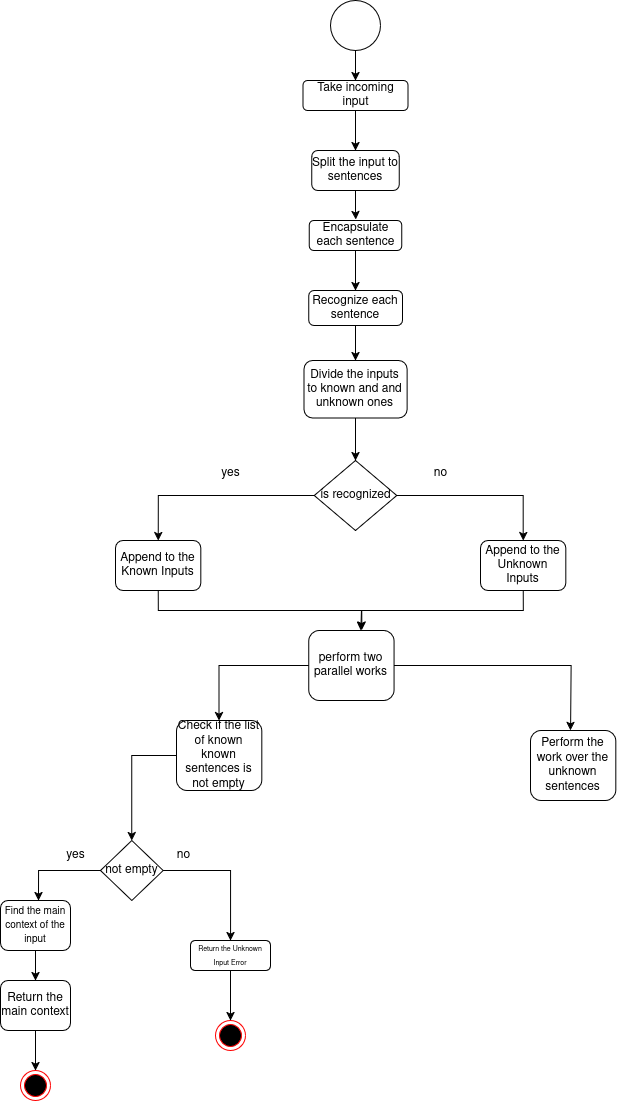 Take incoming
input
Split the input to
sentences
Encapsulate
each sentence
Recognize each
sentence
Divide the inputs
to known and and
unknown ones
yes
no
is recognized
Append to the
Known Inputs
Append to the
Unknown
Inputs
perform two
parallel works
Check if the list
of known
known
sentences is
not empty
Perform the
work over the
unknown
sentences
yes
no
not empty
Find the main
context of the
input
Return the Unknown
Input Error
Return the
main context